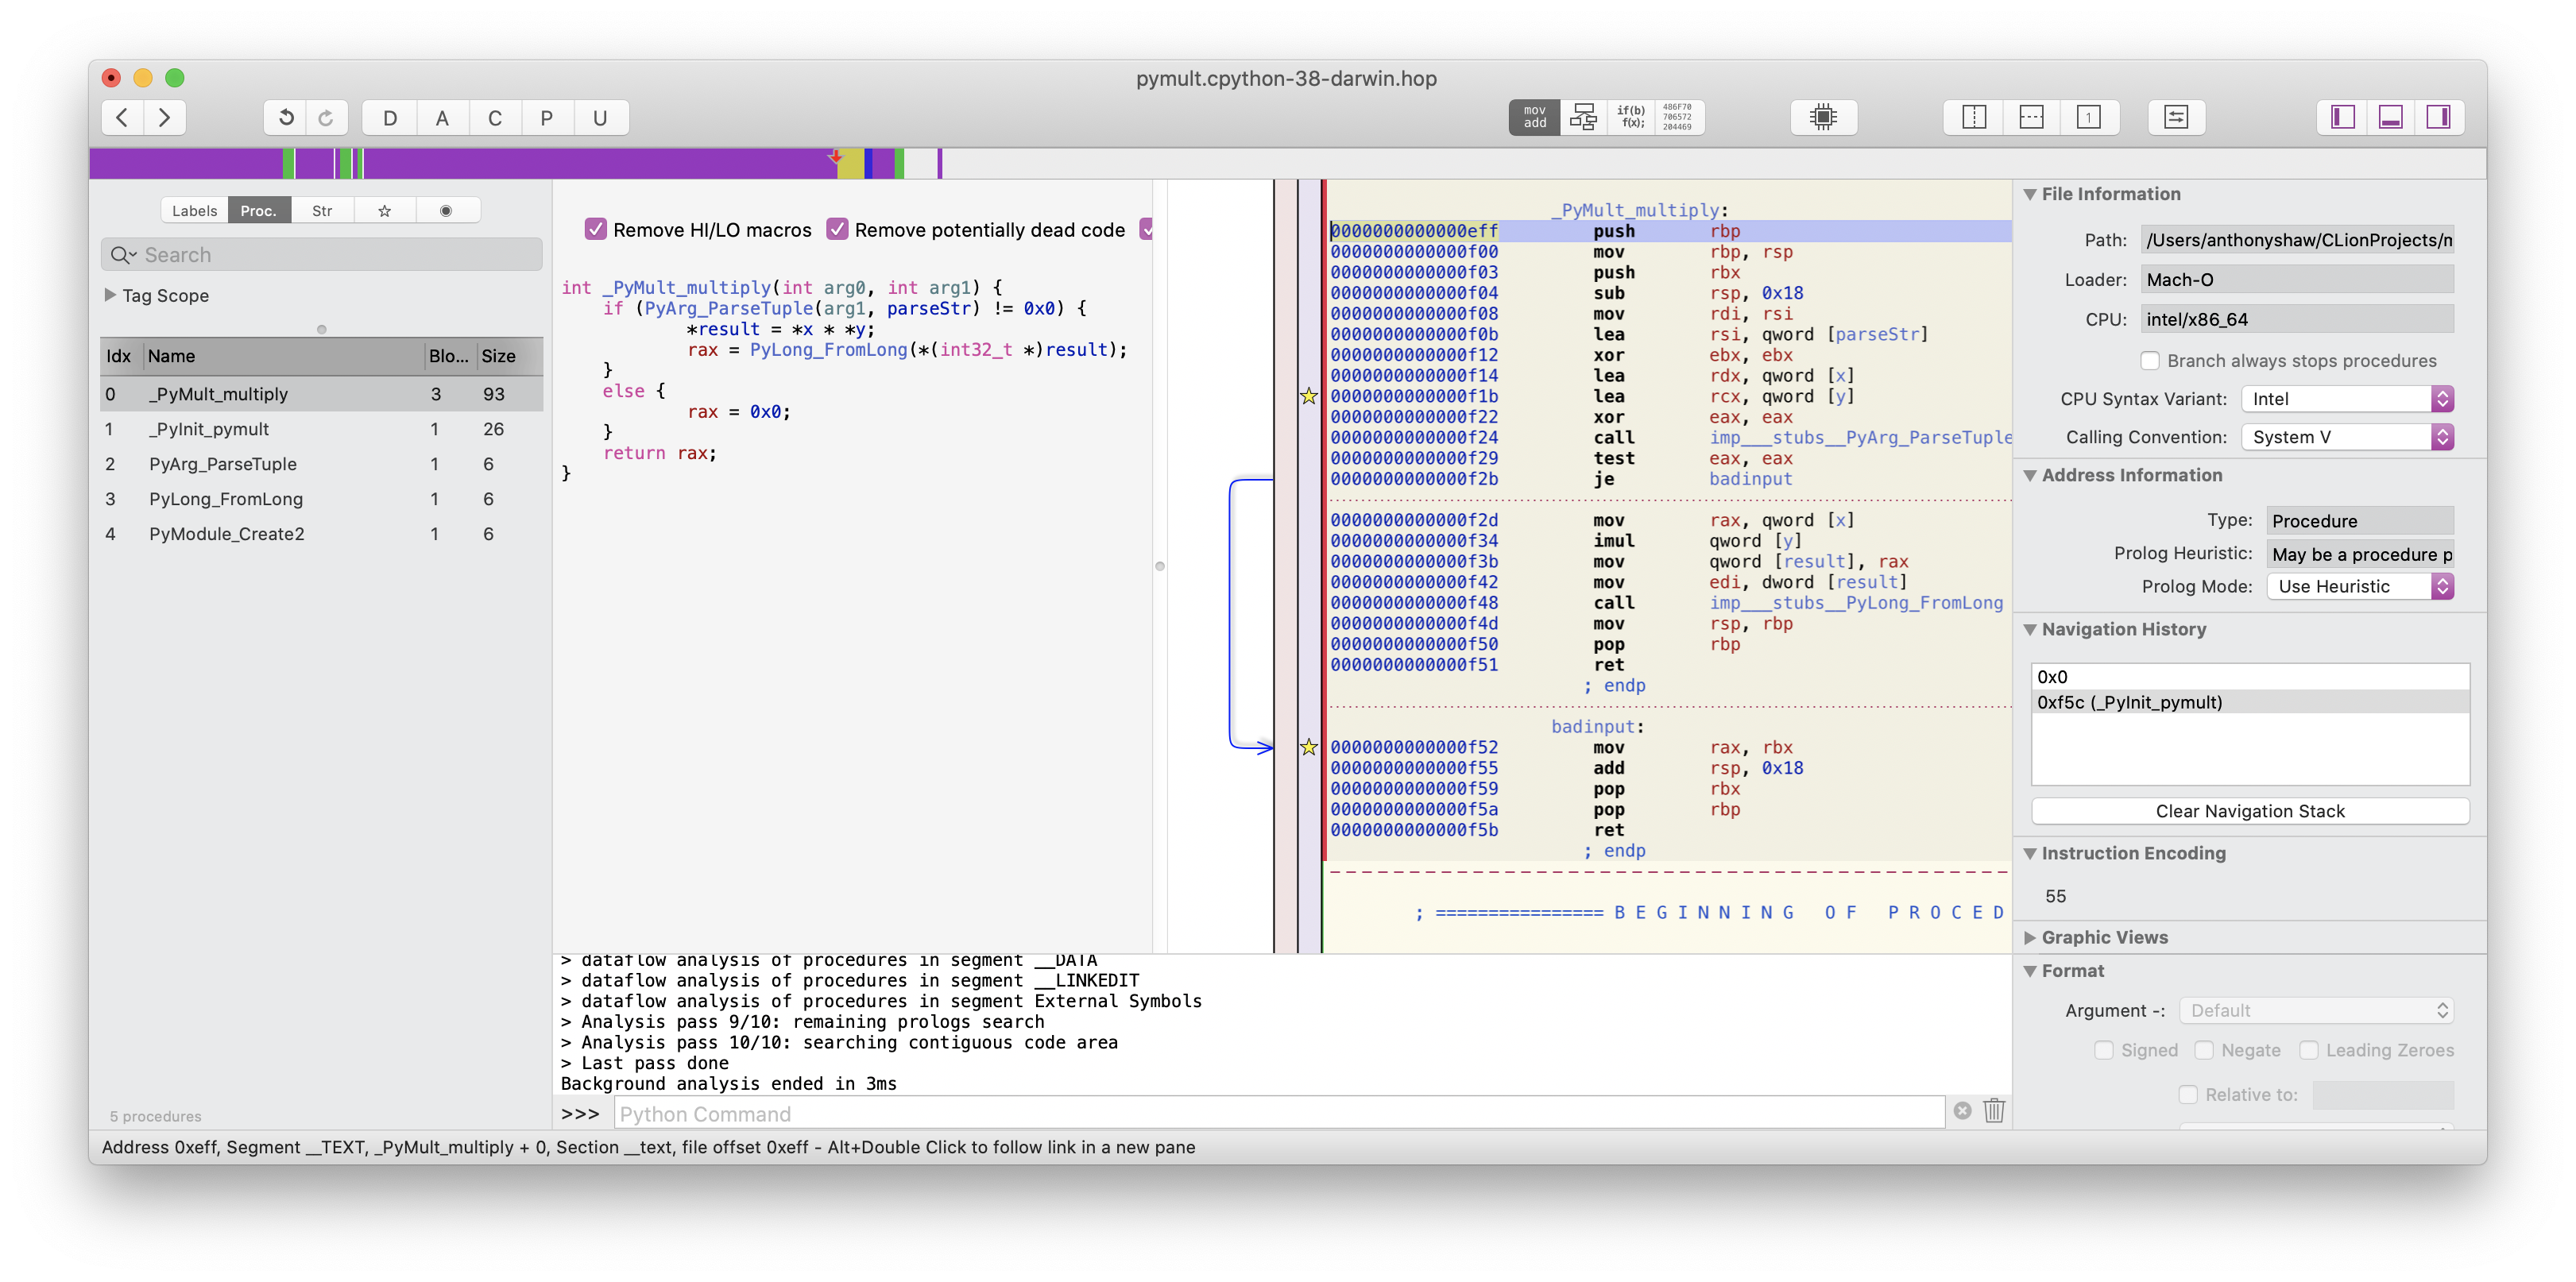 pymult.cpython-38-darwin.hop
D A C P U
mov add
if(b) f(x);
486F70 706572 204469
1
Labels Proc. Str
Search
Tag Scope
Idx Name Blo... Size
0 _PyMult_multiply 3 93
1 _PyInit_pymult 1 26
2 PyArg_ParseTuple 1 6
3 PyLong_FromLong 1 6
4 PyModule_Create2 1 6
5 procedures
Remove HI/LO macros Remove potentially dead code
int _PyMult_multiply(int arg0, int arg1) {
if (PyArg_ParseTuple(arg1, parseStr) != 0x0) {
*result = *x * *y;
rax = PyLong_FromLong(*(int32_t *)result);
}
else {
rax = 0x0;
}
return rax;
}
_PyMult_multiply:
0000000000000eff push rbp
0000000000000f00 mov rbp, rsp
0000000000000f03 push rbx
0000000000000f04 sub rsp, 0x18
0000000000000f08 mov rdi, rsi
0000000000000f0b lea rsi, qword [parseStr]
0000000000000f12 xor ebx, ebx
0000000000000f14 lea rdx, qword [x]
0000000000000f1b lea rcx, qword [y]
0000000000000f22 xor eax, eax
0000000000000f24 call imp___stubs__PyArg_ParseTuple
0000000000000f29 test eax, eax
0000000000000f2b je badinput
0000000000000f2d mov rax, qword [x]
0000000000000f34 imul qword [y]
0000000000000f3b mov qword [result], rax
0000000000000f42 mov edi, dword [result]
0000000000000f48 call imp___stubs__PyLong_FromLong
0000000000000f4d mov rsp, rbp
0000000000000f50 pop rbp
0000000000000f51 ret
; endp
badinput:
0000000000000f52 mov rax, rbx
0000000000000f55 add rsp, 0x18
0000000000000f59 pop rbx
0000000000000f5a pop rbp
0000000000000f5b ret
; endp
; ================ B E G I N N I N G   O F   P R O C E D
> dataflow analysis of procedures in segment __DATA
> dataflow analysis of procedures in segment __LINKEDIT
> dataflow analysis of procedures in segment External Symbols
> Analysis pass 9/10: remaining prologs search
> Analysis pass 10/10: searching contiguous code area
> Last pass done
Background analysis ended in 3ms
>>> Python Command
File Information
Path: /Users/anthonyshaw/CLionProjects/m
Loader: Mach-O
CPU: intel/x86_64
Branch always stops procedures
CPU Syntax Variant: Intel
Calling Convention: System V
Address Information
Type: Procedure
Prolog Heuristic: May be a procedure p
Prolog Mode: Use Heuristic
Navigation History
0x0
0xf5c (_PyInit_pymult)
Clear Navigation Stack
Instruction Encoding
55
Graphic Views
Format
Argument -: Default
Signed Negate Leading Zeroes
Relative to:
Address 0xeff, Segment __TEXT, _PyMult_multiply + 0, Section __text, file offset 0xeff - Alt+Double Click to follow link in a new pane